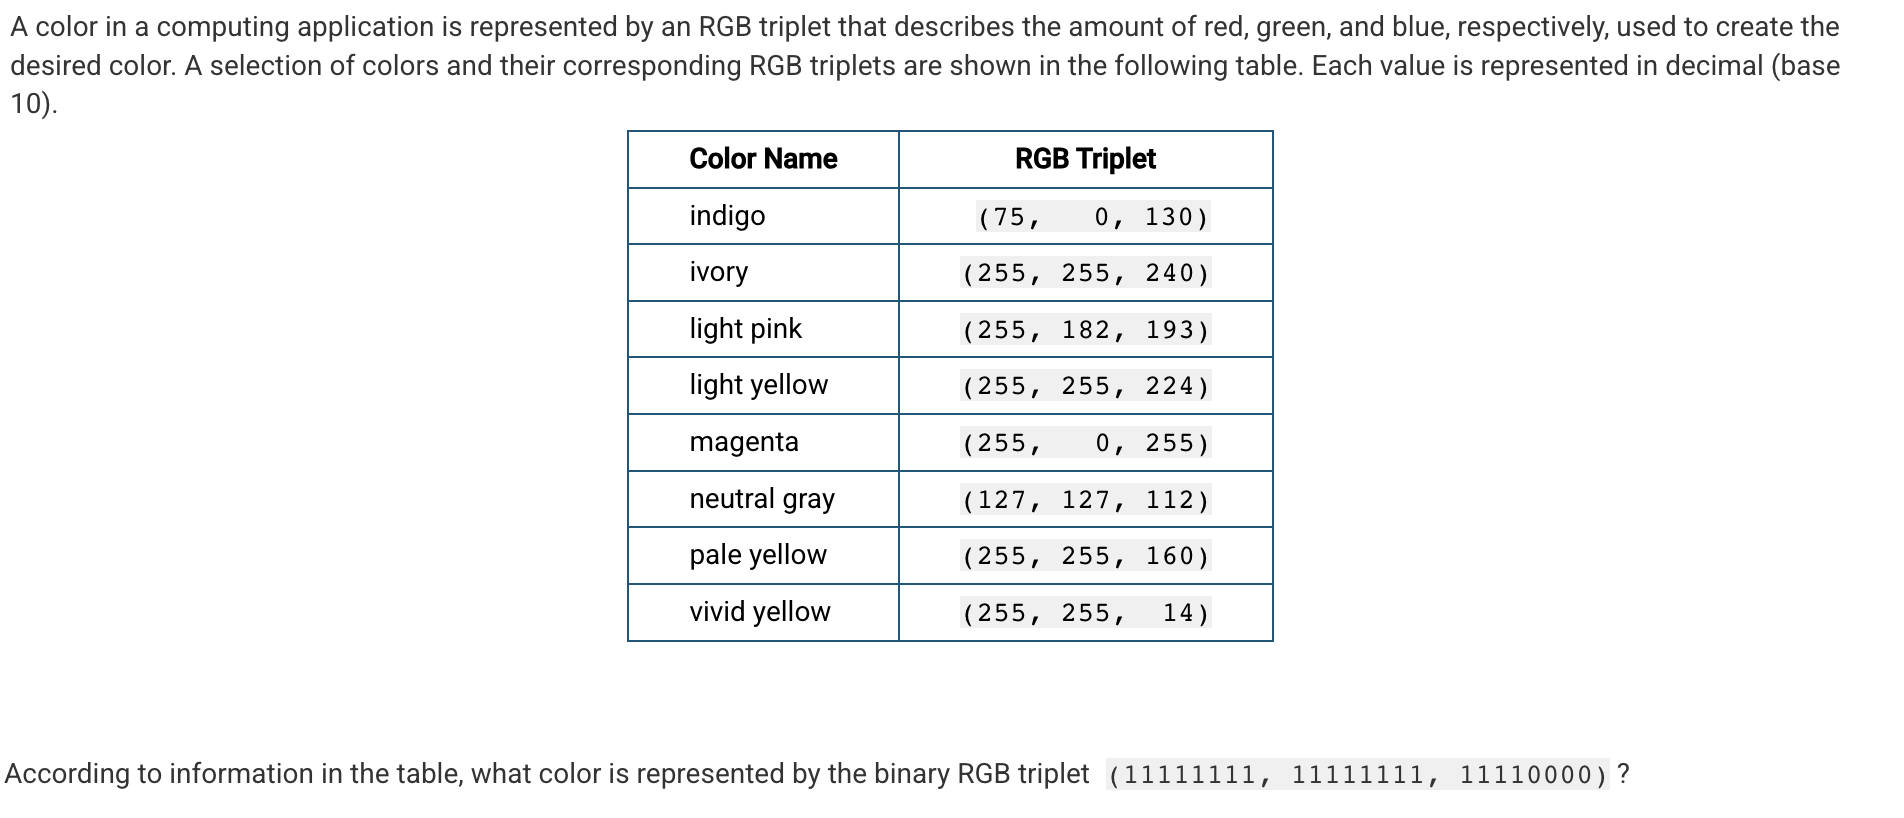 A color in a computing application is represented by an RGB triplet that describes the amount of red, green, and blue, respectively, used to create the
desired color. A selection of colors and their corresponding RGB triplets are shown in the following table. Each value is represented in decimal (base
10).
Color Name RGB Triplet
indigo (75, 0, 130)
ivory (255, 255, 240)
light pink (255, 182, 193)
light yellow (255, 255, 224)
magenta (255, 0, 255)
neutral gray (127, 127, 112)
pale yellow (255, 255, 160)
vivid yellow (255, 255, 14)
According to information in the table, what color is represented by the binary RGB triplet (11111111, 11111111, 11110000)?